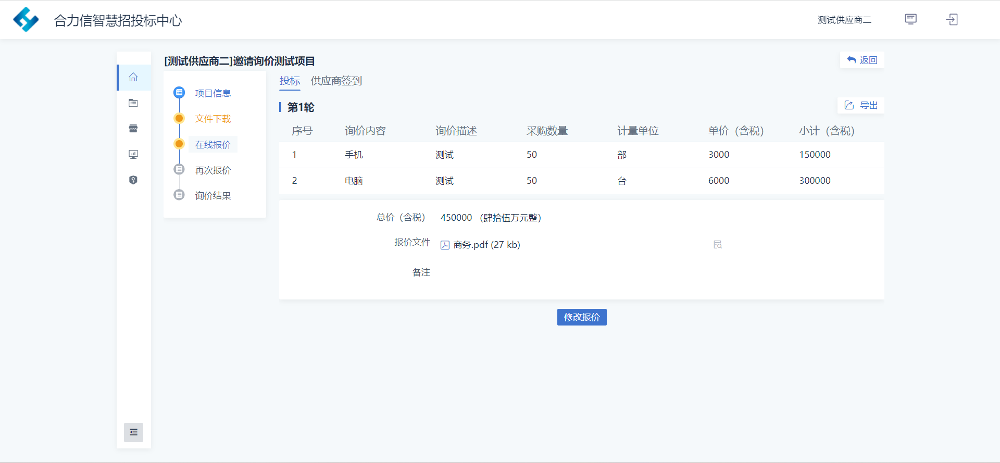 合力信智慧招投标中心
测试供应商二
[测试供应商二]邀请询价测试项目
返回
项目信息
文件下载
在线报价
再次报价
询价结果
投标 供应商签到
第1轮
导出
序号 询价内容 询价描述 采购数量 计量单位 单价（含税） 小计（含税）
1 手机 测试 50 部 3000 150000
2 电脑 测试 50 台 6000 300000
总价（含税） 450000 （肆拾伍万元整）
报价文件 商务.pdf (27 kb)
备注
修改报价